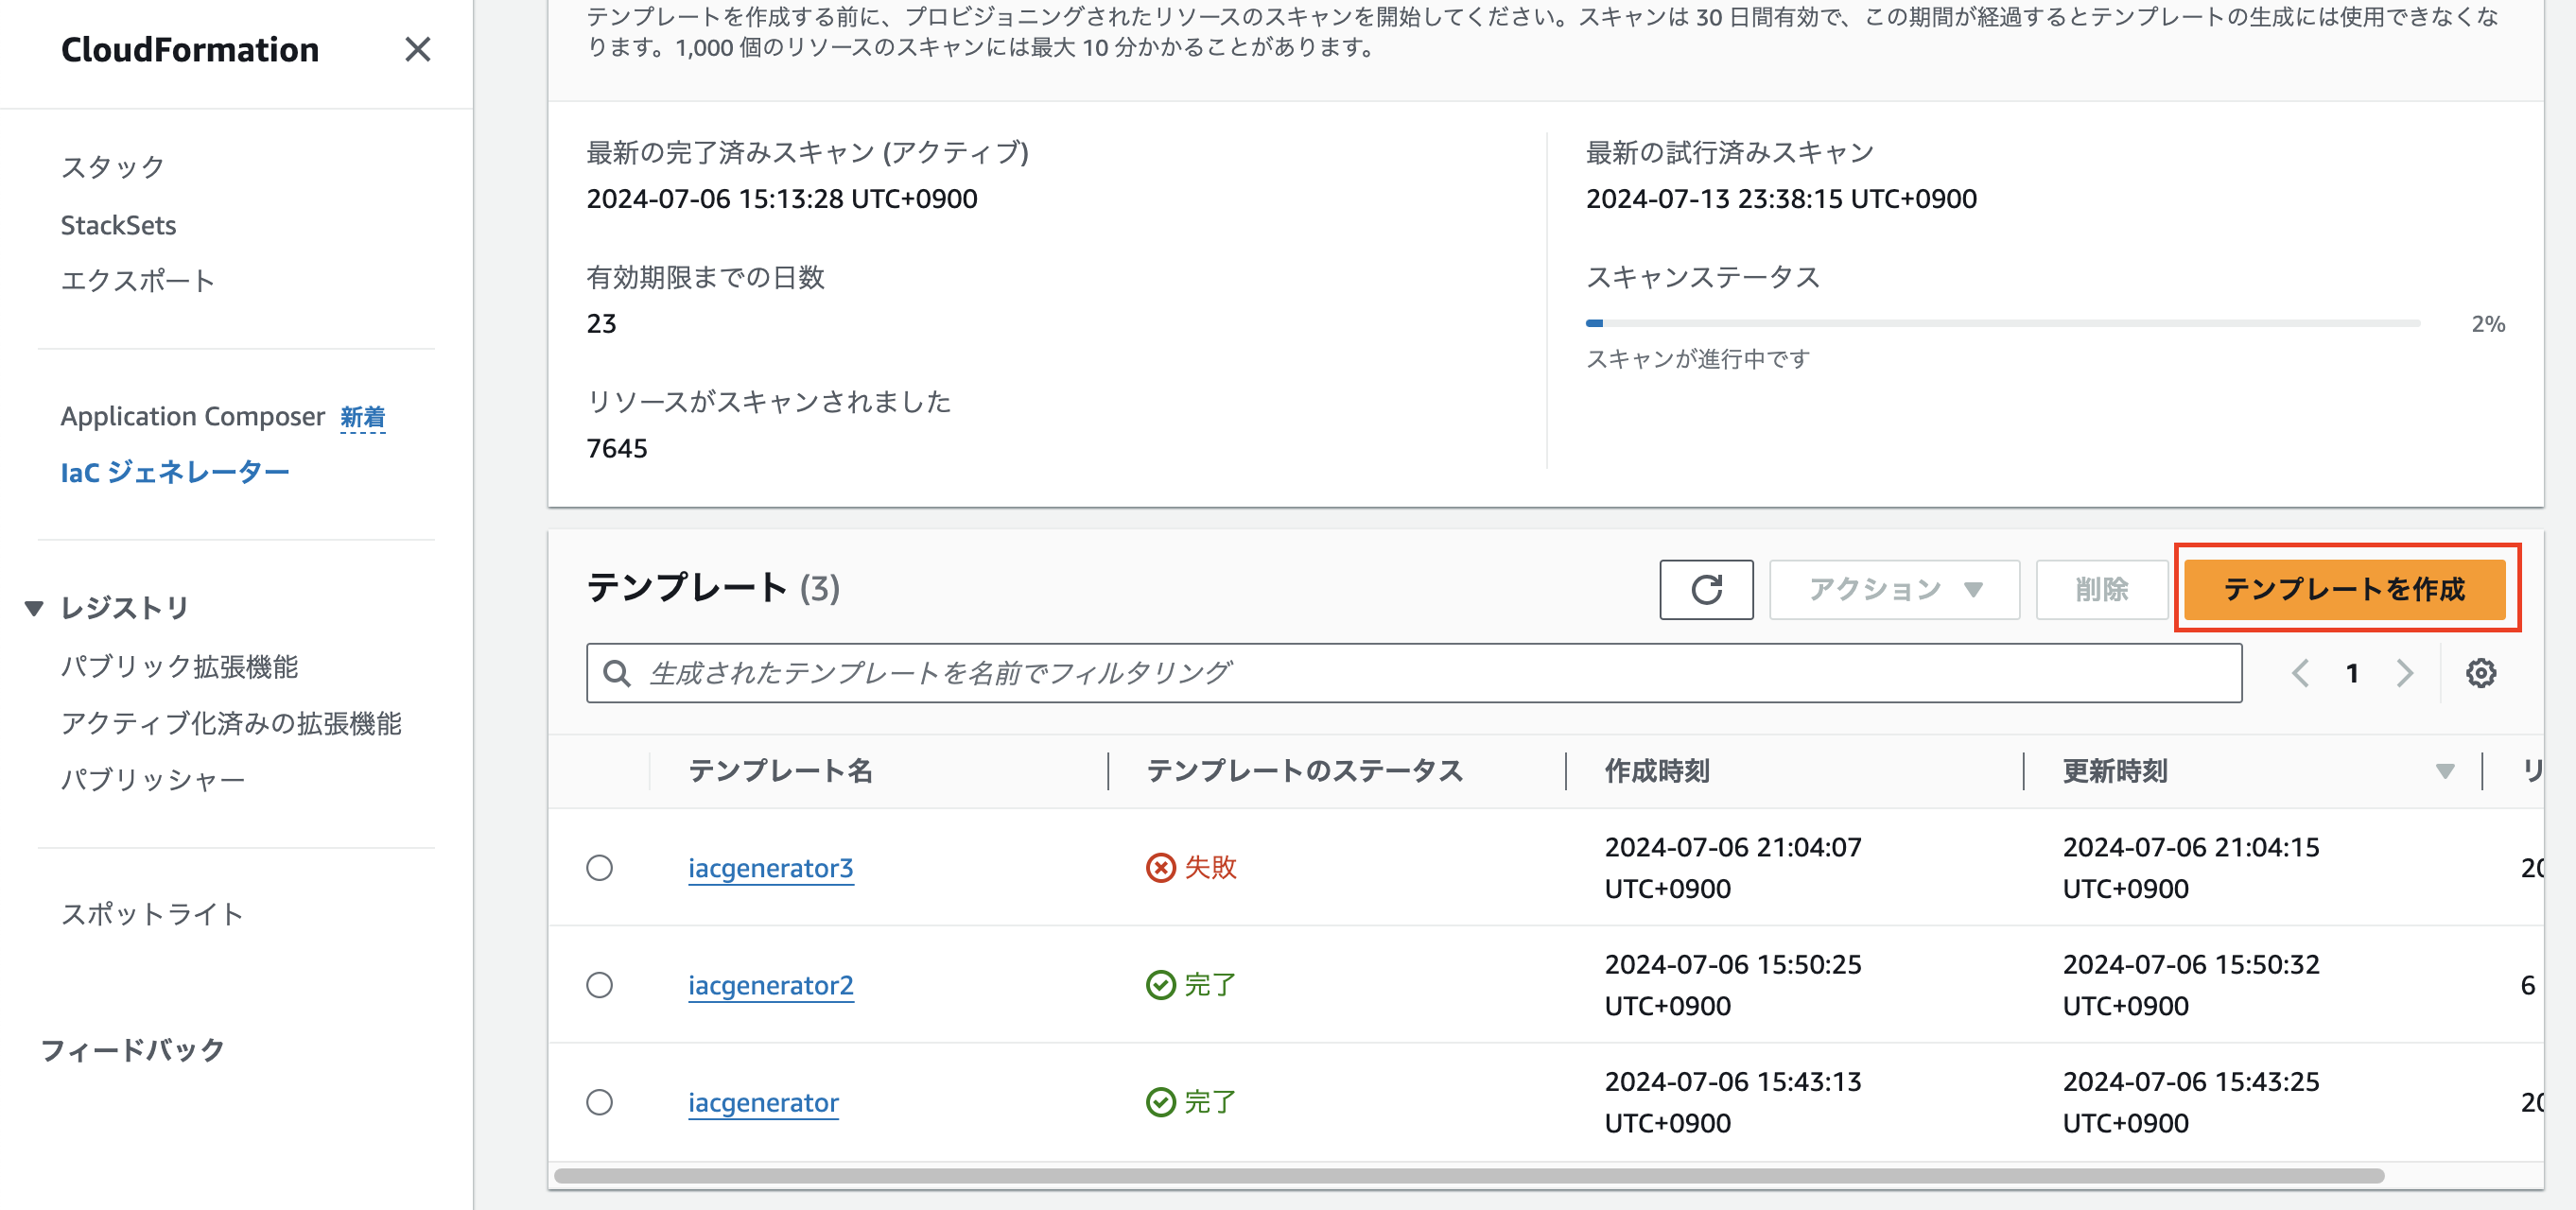 CloudFormation
スタック
StackSets
エクスポート
Application Composer 新着
IaC ジェネレーター
レジストリ
パブリック拡張機能
アクティブ化済みの拡張機能
パブリッシャー
スポットライト
フィードバック
テンプレートを作成する前に、プロビジョニングされたリソースのスキャンを開始してください。スキャンは 30 日間有効で、この期間が経過するとテンプレートの生成には使用できなくな
ります。1,000 個のリソースのスキャンには最大 10 分かかることがあります。
最新の完了済みスキャン (アクティブ)
2024-07-06 15:13:28 UTC+0900
有効期限までの日数
23
リソースがスキャンされました
7645
最新の試行済みスキャン
2024-07-13 23:38:15 UTC+0900
スキャンステータス
2%
スキャンが進行中です
テンプレート (3)
アクション
削除
テンプレートを作成
生成されたテンプレートを名前でフィルタリング
1
テンプレート名 テンプレートのステータス 作成時刻 更新時刻 リ
iacgenerator3 失敗 2024-07-06 21:04:07 UTC+0900 2024-07-06 21:04:15 UTC+0900 20
iacgenerator2 完了 2024-07-06 15:50:25 UTC+0900 2024-07-06 15:50:32 UTC+0900 6
iacgenerator 完了 2024-07-06 15:43:13 UTC+0900 2024-07-06 15:43:25 UTC+0900 20